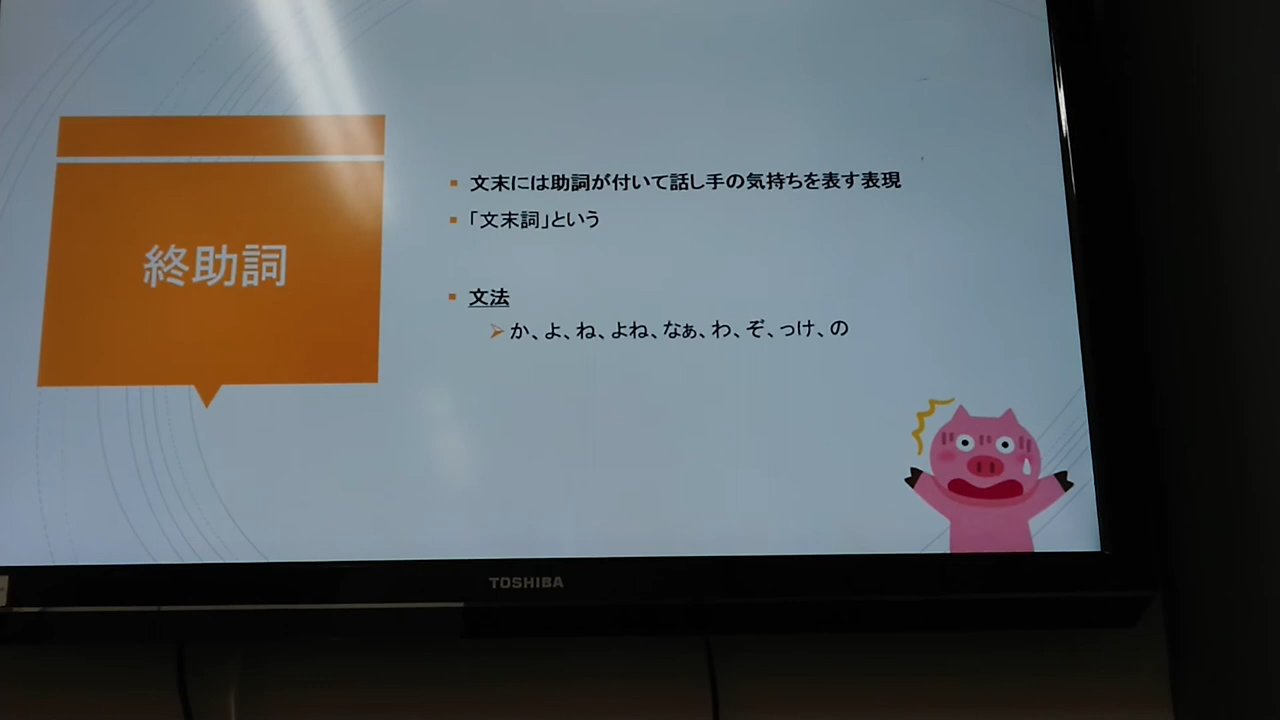 終助詞
文末には助詞が付いて話し手の気持ちを表す表現
「文末詞」という
文法
か、よ、ね、よね、なぁ、わ、ぞ、っけ、の
TOSHIBA